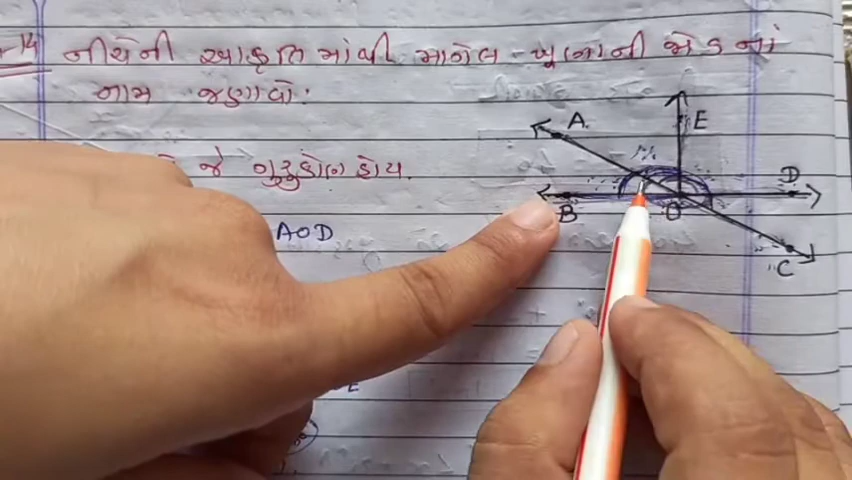 14 નીચેની આકૃતિ માંથી માગેલ ખૂણાની જોડનાં
નામ જણાવો:
જે ગુરુકોણ હોય.
AOD
A
E
D
B
O
C
E